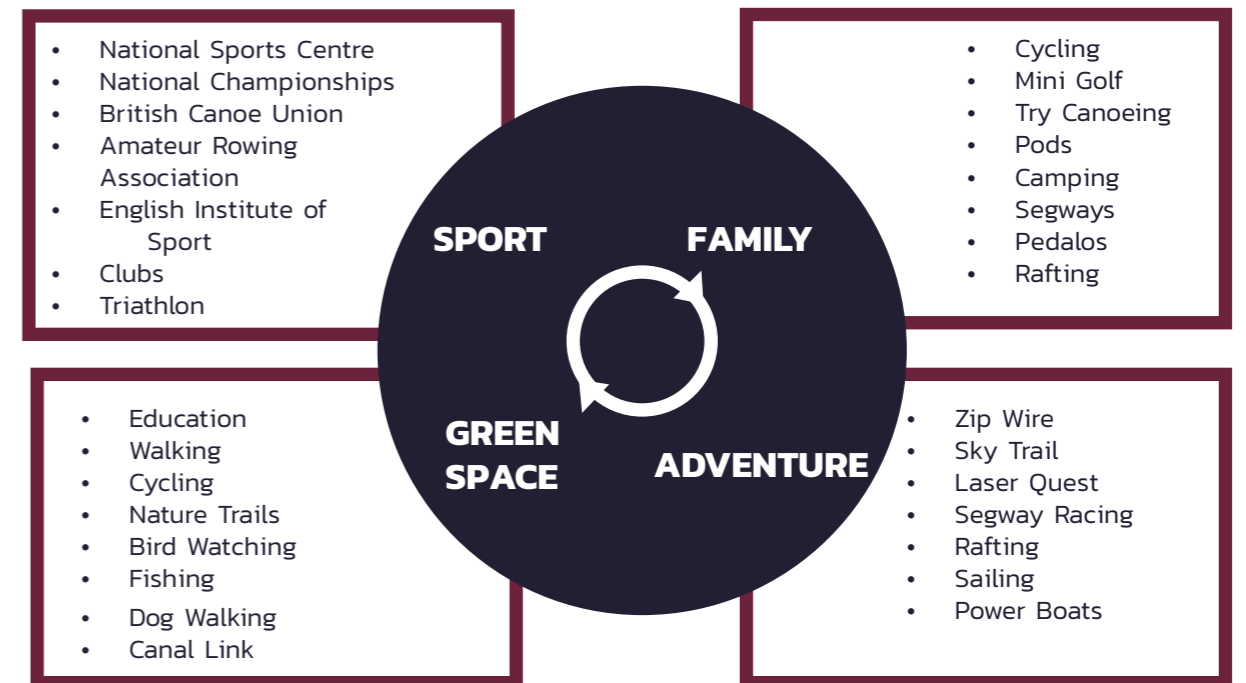 • National Sports Centre
• National Championships
• British Canoe Union
• Amateur Rowing
Association
• English Institute of
Sport
• Clubs
• Triathlon
• Cycling
• Mini Golf
• Try Canoeing
• Pods
• Camping
• Segways
• Pedalos
• Rafting
SPORT
FAMILY
GREEN
SPACE
ADVENTURE
• Education
• Walking
• Cycling
• Nature Trails
• Bird Watching
• Fishing
• Dog Walking
• Canal Link
• Zip Wire
• Sky Trail
• Laser Quest
• Segway Racing
• Rafting
• Sailing
• Power Boats